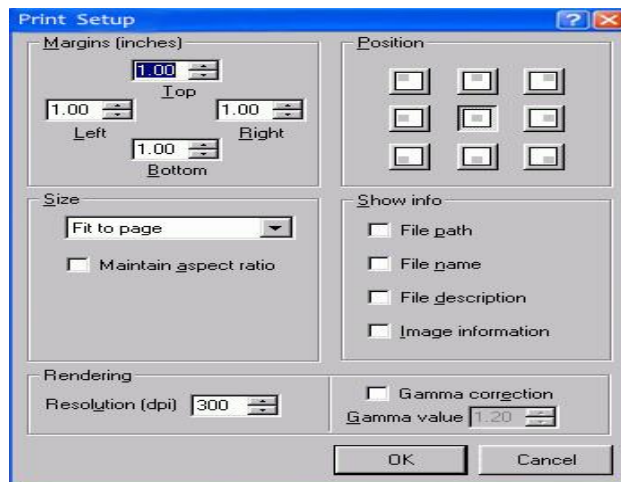 Print Setup
Margins (inches)
1.00
Top
1.00
1.00
Left
Right
1.00
Bottom
Position
Size
Fit to page
Maintain aspect ratio
Show info
File path
File name
File description
Image information
Rendering
Resolution (dpi) 300
Gamma correction
Gamma value 1.20
OK
Cancel